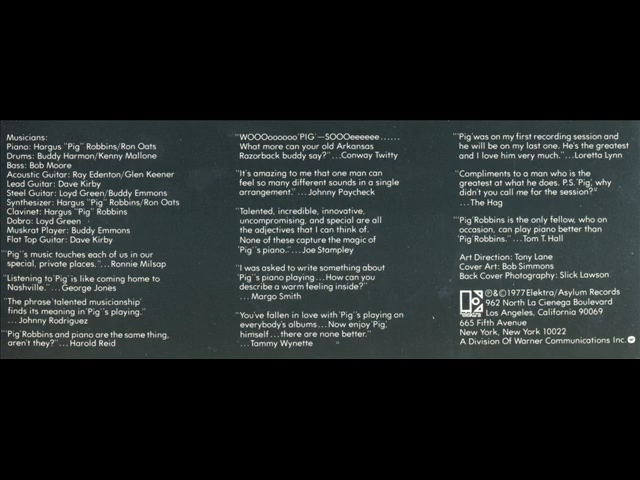 Musicians:
Piano: Hargus "Pig" Robbins/Ron Oats
Drums: Buddy Harmon/Kenny Mallone
Bass: Bob Moore
Acoustic Guitar: Ray Edenton/Glen Keener
Lead Guitar: Dave Kirby
Steel Guitar: Loyd Green/Buddy Emmons
Synthesizer: Hargus "Pig" Robbins/Ron Oats
Clavinet: Hargus "Pig" Robbins
Dobro: Loyd Green
Muskrat Player: Buddy Emmons
Flat Top Guitar: Dave Kirby
"'Pig''s music touches each of us in our
special, private places."...Ronnie Milsap
"Listening to 'Pig' is like coming home to
Nashville."...George Jones
"The phrase 'talented musicianship'
finds its meaning in 'Pig''s playing."
...Johnny Rodriguez
"'Pig' Robbins and piano are the same thing,
aren't they?"...Harold Reid
"WOOOoooooo 'PIG'—SOOOeeeeee......
What more can your old Arkansas
Razorback buddy say?"...Conway Twitty
"It's amazing to me that one man can
feel so many different sounds in a single
arrangement."...Johnny Paycheck
"Talented, incredible, innovative,
uncompromising, and special are all
the adjectives that I can think of.
None of these capture the magic of
'Pig''s piano."...Joe Stampley
"I was asked to write something about
'Pig''s piano playing...How can you
describe a warm feeling inside?"
...Margo Smith
"You've fallen in love with 'Pig''s playing on
everybody's albums...Now enjoy 'Pig,'
himself...there are none better."
...Tammy Wynette
"'Pig' was on my first recording session and
he will be on my last one. He's the greatest
and I love him very much."...Loretta Lynn
"Compliments to a man who is the
greatest at what he does. P.S. 'Pig', why
didn't you call me for the session?"
...The Hag
"'Pig' Robbins is the only fellow, who on
occasion, can play piano better than
'Pig' Robbins."...Tom T. Hall
Art Direction: Tony Lane
Cover Art: Bob Simmons
Back Cover Photography: Slick Lawson
℗&©1977 Elektra/Asylum Records
962 North La Cienega Boulevard
Los Angeles, California 90069
665 Fifth Avenue
New York, New York 10022
A Division Of Warner Communications Inc.